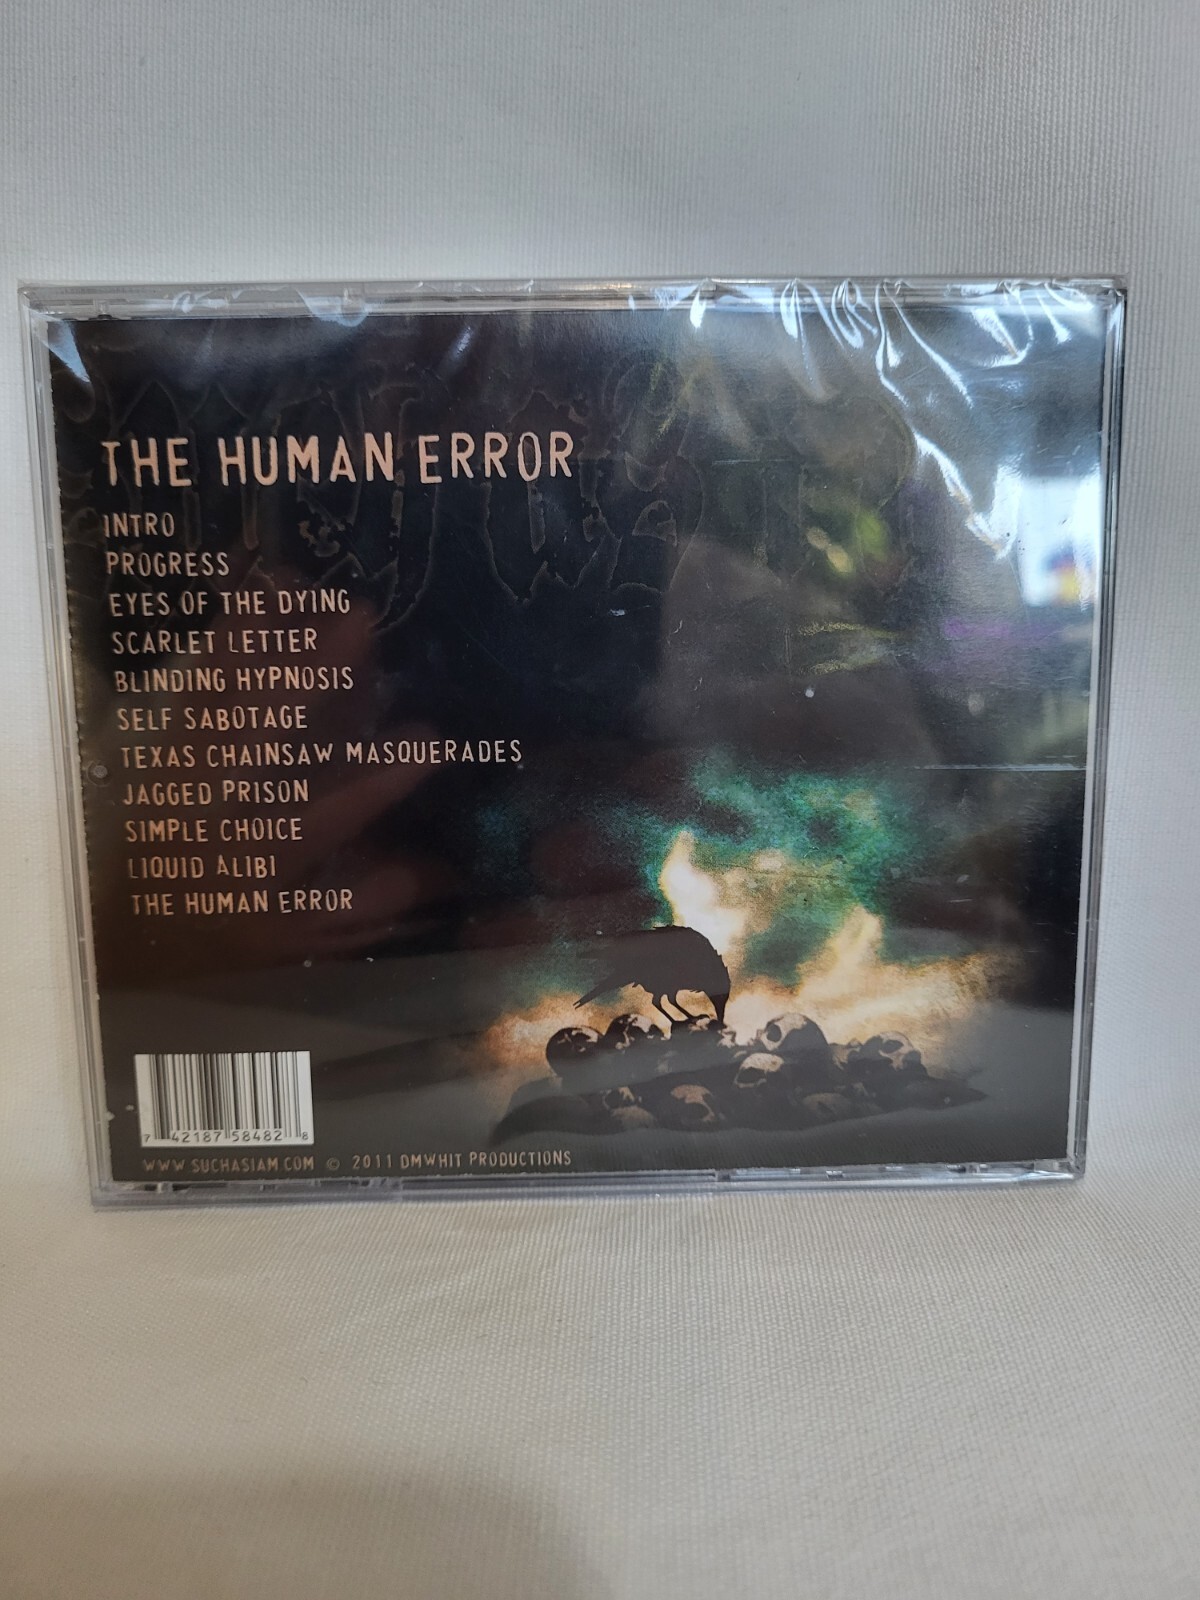 THE HUMAN ERROR
INTRO
PROGRESS
EYES OF THE DYING
SCARLET LETTER
BLINDING HYPNOSIS
SELF SABOTAGE
TEXAS CHAINSAW MASQUERADES
JAGGED PRISON
SIMPLE CHOICE
LIQUID ALIBI
THE HUMAN ERROR
7 42187 58482 8
WWW.SUCHASIAM.COM © 2011 DMWHIT PRODUCTIONS